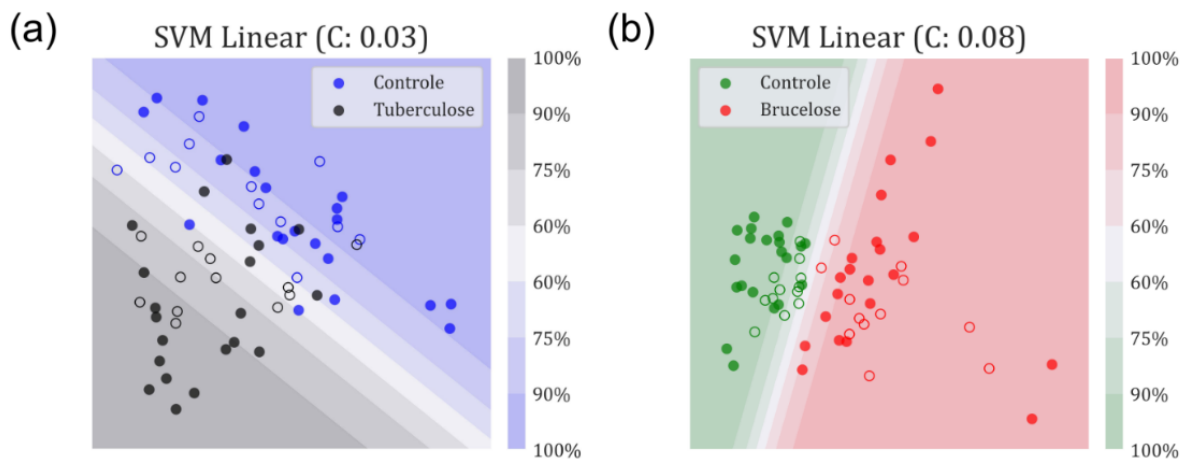 (a)
SVM Linear (C: 0.03)
Controle
Tuberculose
100%
90%
75%
60%
60%
75%
90%
100%
(b)
SVM Linear (C: 0.08)
Controle
Brucelose
100%
90%
75%
60%
60%
75%
90%
100%